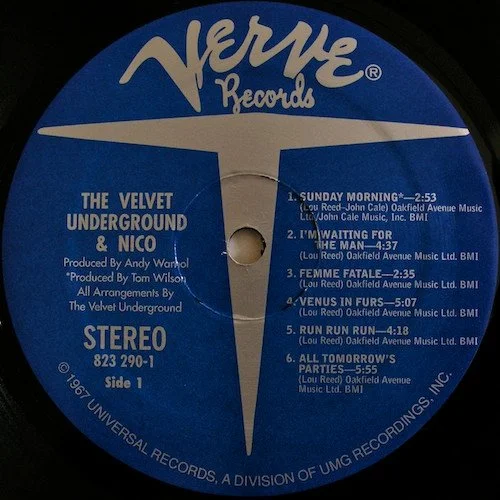 Verve®
Records
THE VELVET
UNDERGROUND
& NICO
Produced By Andy Warhol
*Produced By Tom Wilson
All Arrangements By
The Velvet Underground
STEREO
823 290-1
Side 1
1. SUNDAY MORNING*—2:53
(Lou Reed–John Cale) Oakfield Avenue Music
Ltd/John Cale Music, Inc. BMI
2. I'M WAITING FOR
THE MAN—4:37
(Lou Reed) Oakfield Avenue Music Ltd. BMI
3. FEMME FATALE—2:35
(Lou Reed) Oakfield Avenue Music Ltd. BMI
4. VENUS IN FURS—5:07
(Lou Reed) Oakfield Avenue Music Ltd. BMI
5. RUN RUN RUN—4:18
(Lou Reed) Oakfield Avenue Music Ltd. BMI
6. ALL TOMORROW'S
PARTIES—5:55
(Lou Reed) Oakfield Avenue
Music Ltd. BMI
©1967 UNIVERSAL RECORDS, A DIVISION OF UMG RECORDINGS, INC.